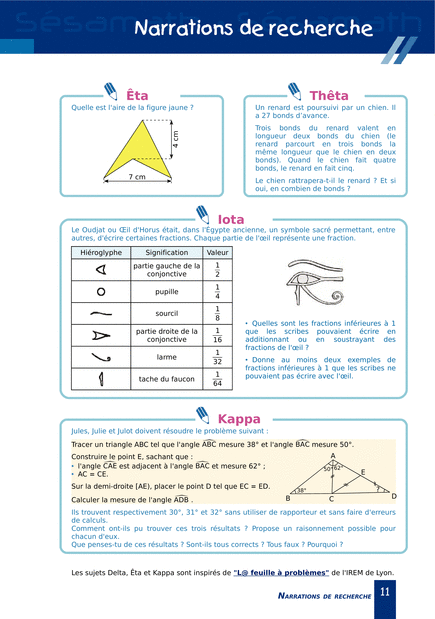 Narrations de recherche
Êta
Quelle est l'aire de la figure jaune ?
4 cm
7 cm
Thêta
Un renard est poursuivi par un chien. Il
a 27 bonds d'avance.
Trois bonds du renard valent en
longueur deux bonds du chien (le
renard parcourt en trois bonds la
même longueur que le chien en deux
bonds). Quand le chien fait quatre
bonds, le renard en fait cinq.
Le chien rattrapera-t-il le renard ? Et si
oui, en combien de bonds ?
Iota
Le Oudjat ou Œil d'Horus était, dans l'Égypte ancienne, un symbole sacré permettant, entre
autres, d'écrire certaines fractions. Chaque partie de l'œil représente une fraction.
Hiéroglyphe Signification Valeur
partie gauche de la
conjonctive
1/2
pupille 1/4
sourcil 1/8
partie droite de la
conjonctive
1/16
larme 1/32
tache du faucon 1/64
• Quelles sont les fractions inférieures à 1
que les scribes pouvaient écrire en
additionnant ou en soustrayant des
fractions de l'œil ?
• Donne au moins deux exemples de
fractions inférieures à 1 que les scribes ne
pouvaient pas écrire avec l'œil.
Kappa
Jules, Julie et Julot doivent résoudre le problème suivant :
Tracer un triangle ABC tel que l'angle ABC mesure 38° et l'angle BAC mesure 50°.
Construire le point E, sachant que :
• l'angle CAE est adjacent à l'angle BAC et mesure 62° ;
• AC = CE.
Sur la demi-droite [AE), placer le point D tel que EC = ED.
Calculer la mesure de l'angle ADB .
A
50° 62°
E
38° ?
B C D
Ils trouvent respectivement 30°, 31° et 32° sans utiliser de rapporteur et sans faire d'erreurs
de calculs.
Comment ont-ils pu trouver ces trois résultats ? Propose un raisonnement possible pour
chacun d'eux.
Que penses-tu de ces résultats ? Sont-ils tous corrects ? Tous faux ? Pourquoi ?
Les sujets Delta, Êta et Kappa sont inspirés de "L@ feuille à problèmes" de l'IREM de Lyon.
NARRATIONS DE RECHERCHE 11